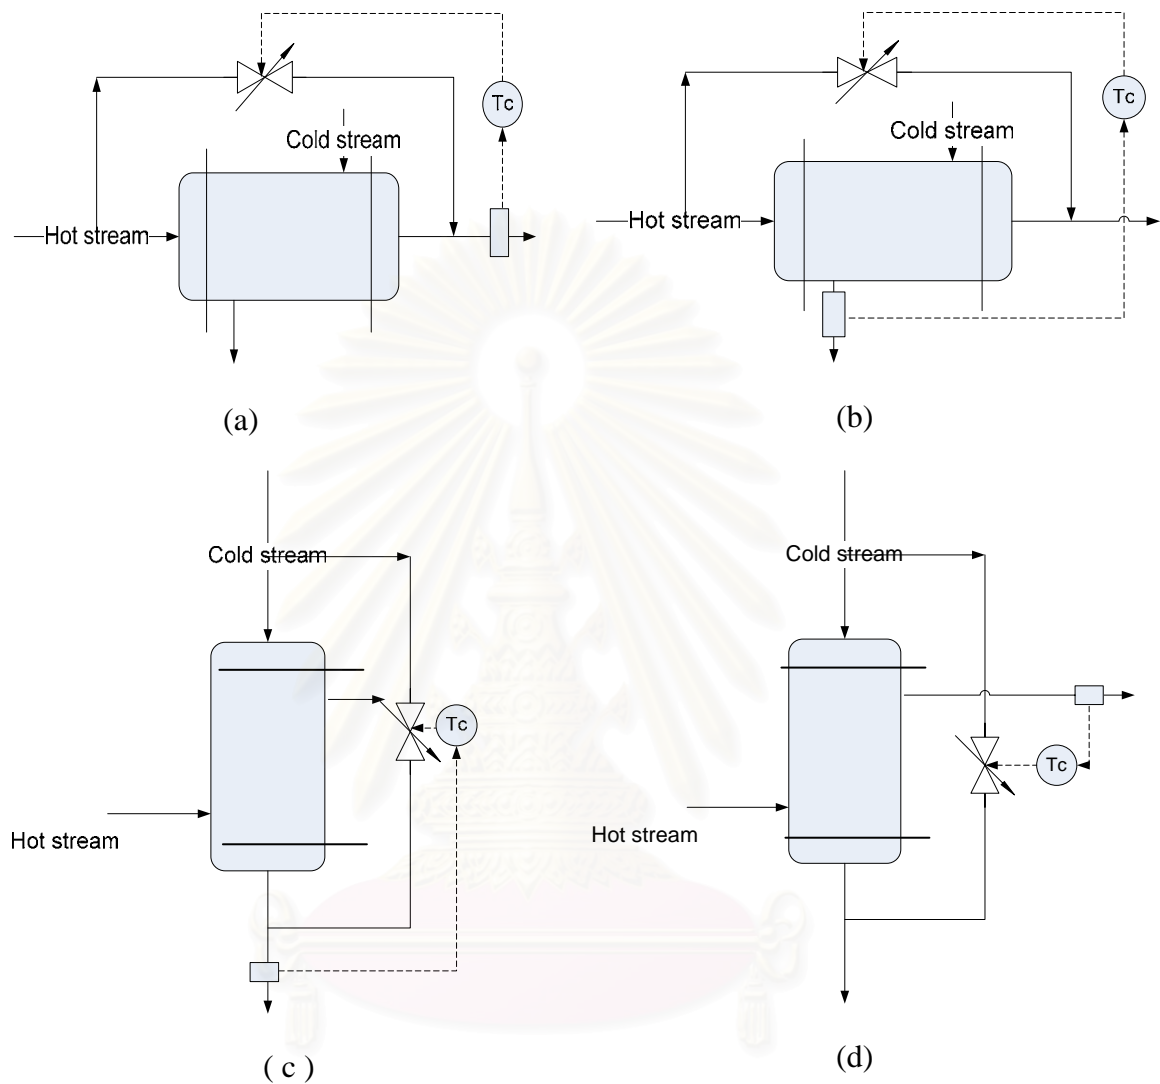 Tc
Cold stream
Hot stream
(a)
Tc
Cold stream
Hot stream
(b)
Cold stream
Tc
Hot stream
( c )
Cold stream
Tc
Hot stream
(d)